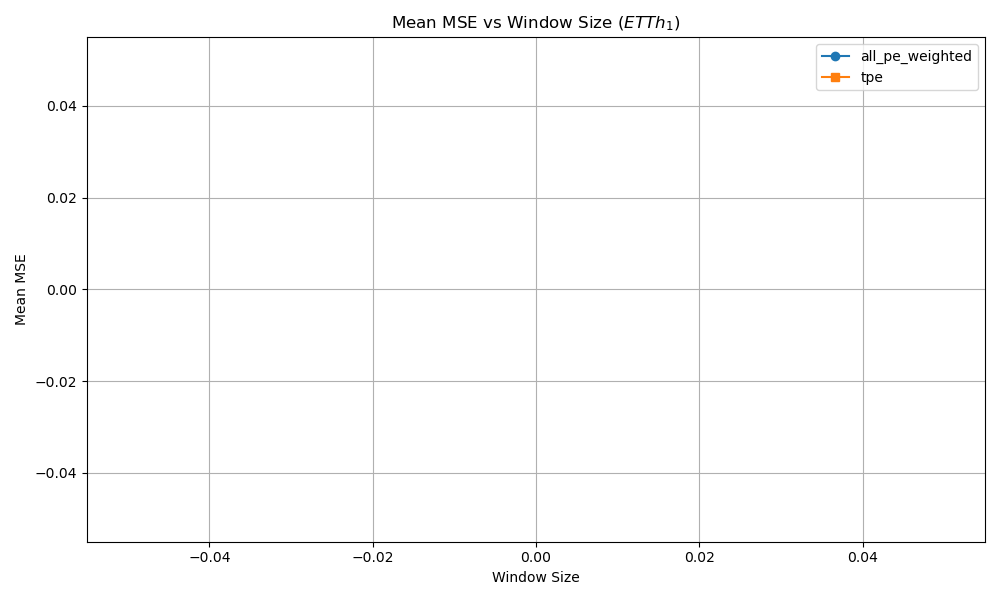 Mean MSE vs Window Size (ETTh₁)
all_pe_weighted
tpe
Mean MSE
0.04
0.02
0.00
−0.02
−0.04
−0.04
−0.02
0.00
0.02
0.04
Window Size